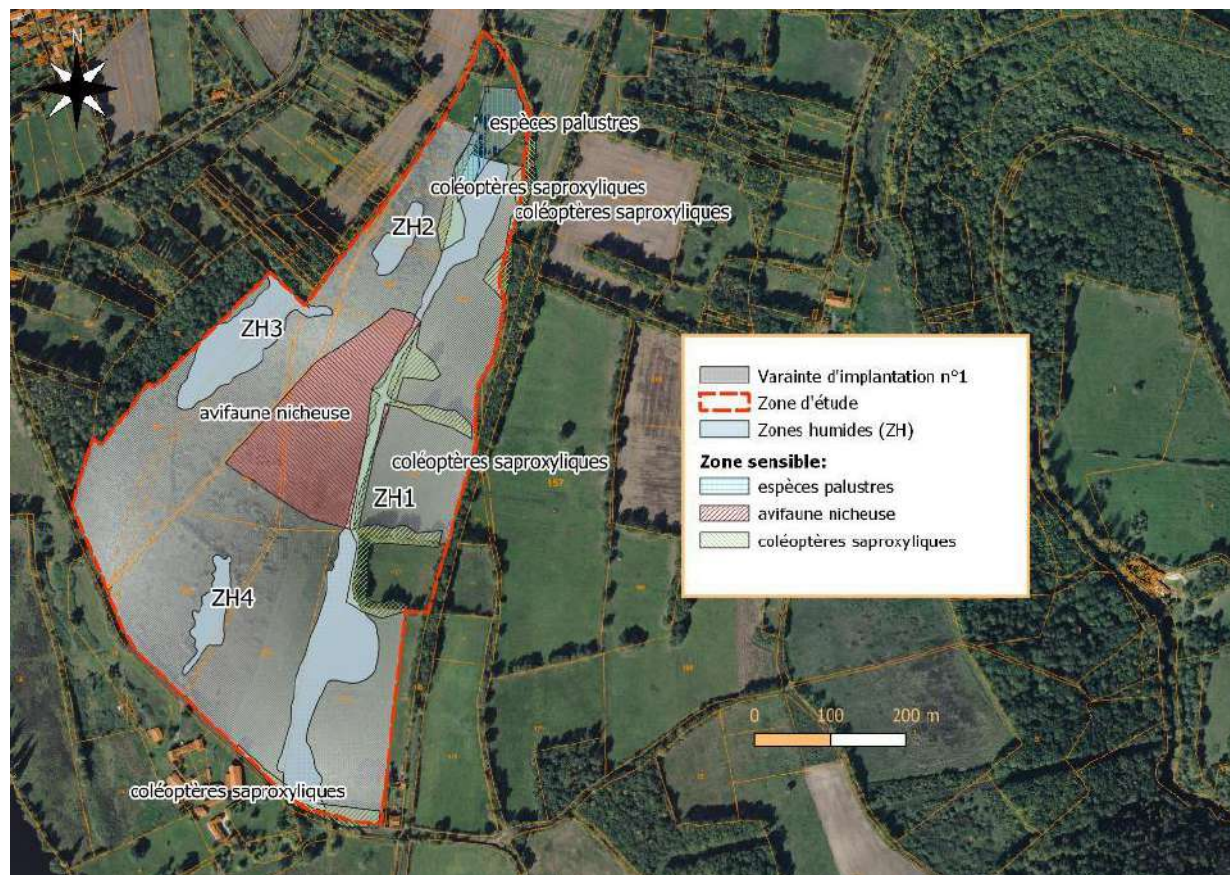 N
espèces palustres
coléoptères saproxyliques
coléoptères saproxyliques
ZH2
ZH3
avifaune nicheuse
coléoptères saproxyliques
ZH1
ZH4
coléoptères saproxyliques
157
Varainte d'implantation n°1
Zone d'étude
Zones humides (ZH)
Zone sensible:
espèces palustres
avifaune nicheuse
coléoptères saproxyliques
0 100 200 m